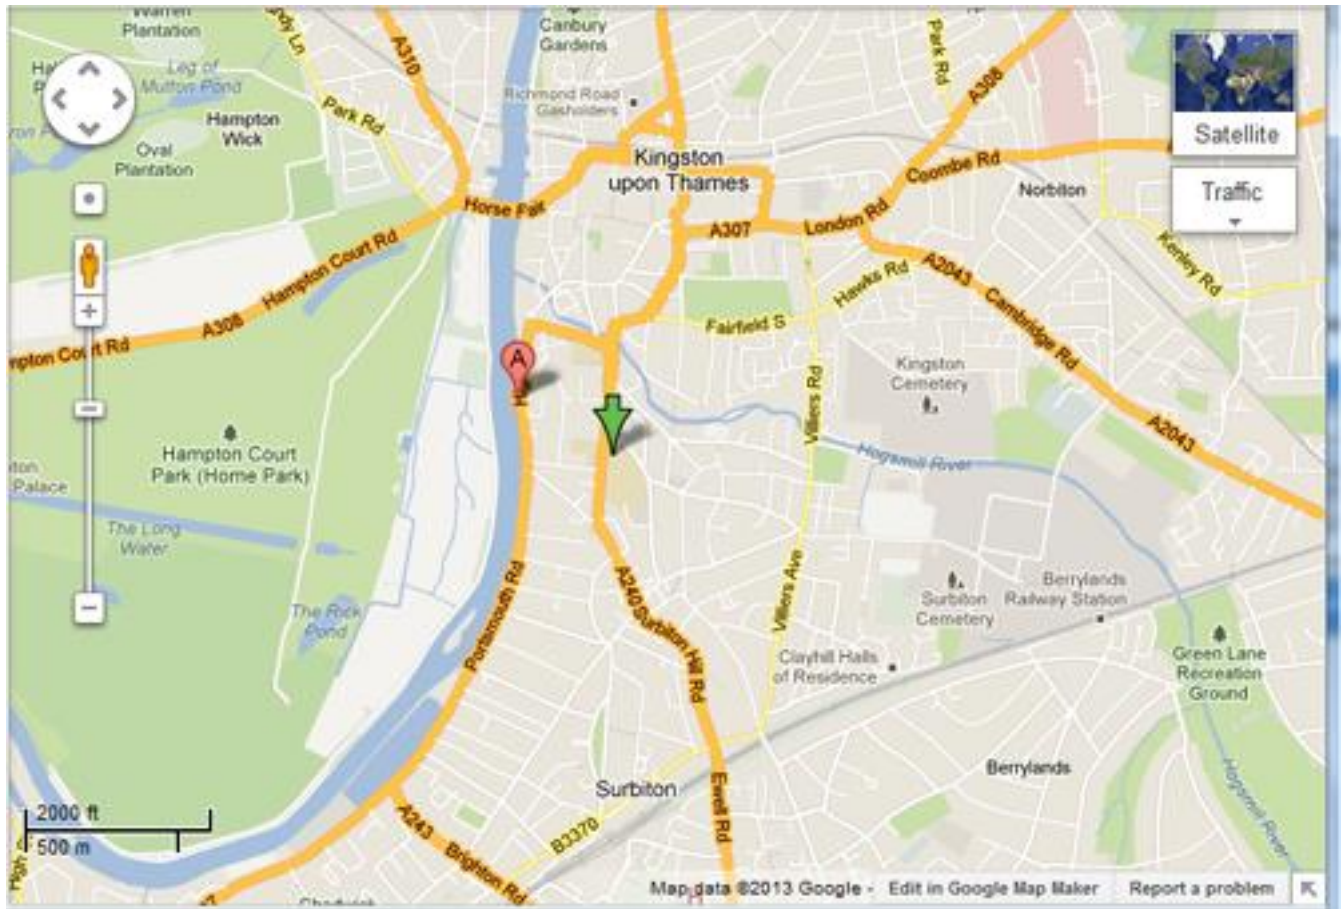 Warren
Plantation
Canbury
Gardens
A310
Park Rd
A308
Leg of
Mutton Pond
Richmond Road
Gasholders
Satellite
Hampton
Wick
Park Rd
Oval
Plantation
Kingston
upon Thames
Coombe Rd
Norbiton
Traffic
Horse Fair
A307
London Rd
Hampton Court Rd
Kenley Rd
Hawks Rd
A2043
A308
Cambridge Rd
Fairfield S
Court Rd
A
Kingston
Cemetery
Villiers Rd
A2043
Hampton Court
Park (Home Park)
Hogsmill River
Palace
The Long
Water
Portsmouth Rd
A240 Surbiton Hill Rd
Villiers Ave
Berrylands
Railway Station
Surbiton
Cemetery
The Rick
Pond
Clayhill Halls
of Residence
Green Lane
Recreation
Ground
Berrylands
Surbiton
Hogsmill River
2000 ft
500 m
A243
Brighton Rd
B3370
Ewell Rd
Map data ©2013 Google -
Edit in Google Map Maker
Report a problem